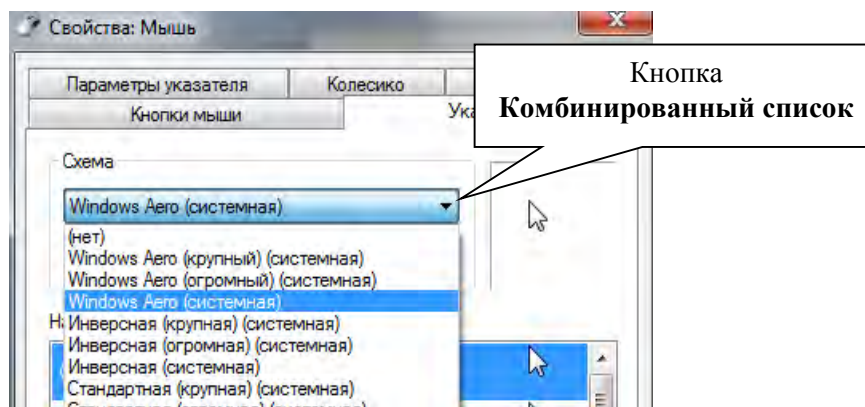 Свойства: Мышь
Кнопка
Комбинированный список
Параметры указателя
Колесико
Кнопки мыши
Схема
Windows Aero (системная)
(нет)
Windows Aero (крупный) (системная)
Windows Aero (огромный) (системная)
Windows Aero (системная)
Инверсная (крупная) (системная)
Инверсная (огромная) (системная)
Инверсная (системная)
Стандартная (крупная) (системная)